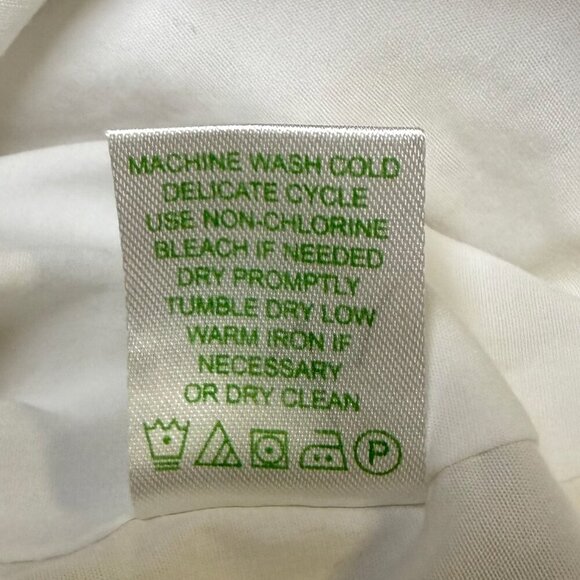 MACHINE WASH COLD
DELICATE CYCLE
USE NON-CHLORINE
BLEACH IF NEEDED
DRY PROMPTLY
TUMBLE DRY LOW
WARM IRON IF
NECESSARY
OR DRY CLEAN
P